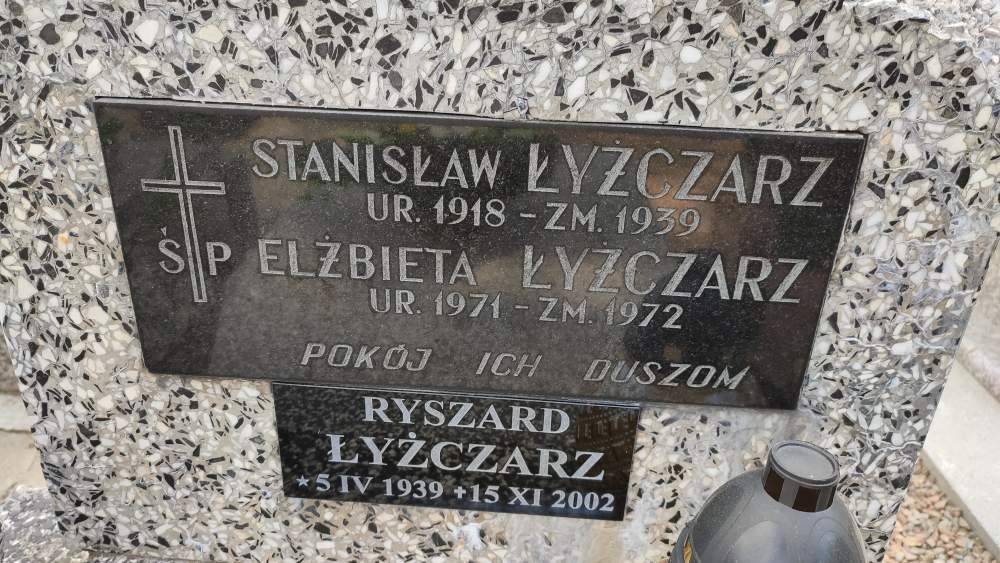 STANISŁAW ŁYŻCZARZ
UR. 1918 - ZM. 1939
ŚP ELŻBIETA ŁYŻCZARZ
UR. 1971 - ZM. 1972
POKÓJ ICH DUSZOM
RYSZARD
ŁYŻCZARZ
*5 IV 1939 +15 XI 2002